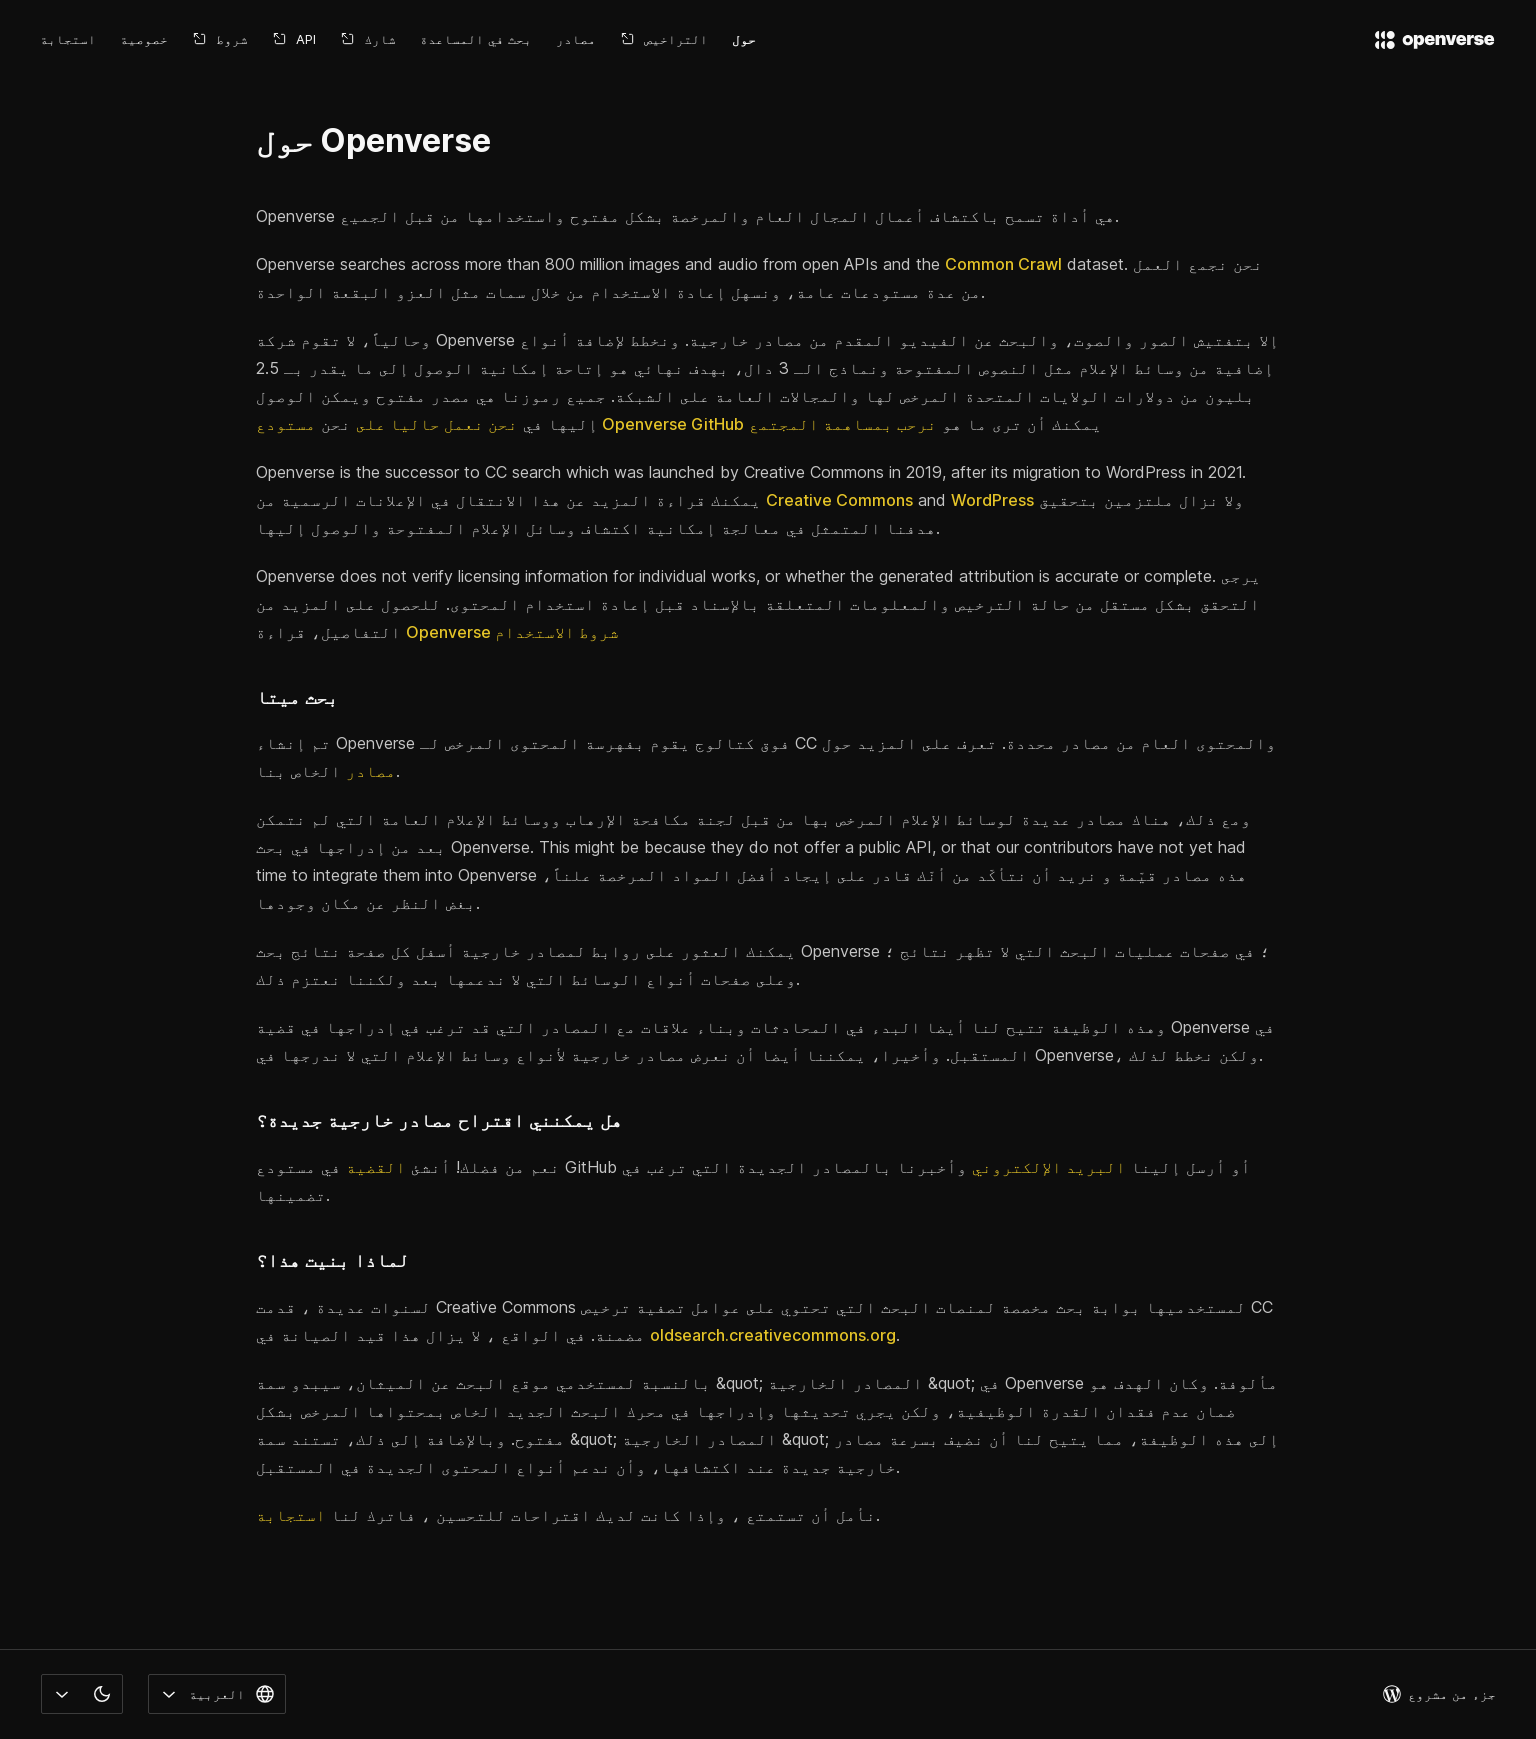 openverse
حول
التراخيص
مصادر
بحث في المساعدة
شارك
API
شروط
خصوصية
استجابة
حول Openverse
Openverse هي أداة تسمح باكتشاف أعمال المجال العام والمرخصة بشكل مفتوح واستخدامها من قبل الجميع.
Openverse searches across more than 800 million images and audio from open APIs and the Common Crawl dataset. نحن نجمع العمل
من عدة مستودعات عامة، ونسهل إعادة الاستخدام من خلال سمات مثل العزو البقعة الواحدة.
وحالياً، لا تقوم شركة Openverse إلا بتفتيش الصور والصوت، والبحث عن الفيديو المقدم من مصادر خارجية. ونخطط لإضافة أنواع
إضافية من وسائط الإعلام مثل النصوص المفتوحة ونماذج الـ 3 دال، بهدف نهائي هو إتاحة إمكانية الوصول إلى ما يقدر بـ 2.5
بليون من دولارات الولايات المتحدة المرخص لها والمجالات العامة على الشبكة. جميع رموزنا هي مصدر مفتوح ويمكن الوصول
إليها في نحن نعمل حاليا على نحن مستودع Openverse GitHub يمكنك أن ترى ما هو نرحب بمساهمة المجتمع
Openverse is the successor to CC search which was launched by Creative Commons in 2019, after its migration to WordPress in 2021.
يمكنك قراءة المزيد عن هذا الانتقال في الإعلانات الرسمية من Creative Commons and WordPress ولا نزال ملتزمين بتحقيق
هدفنا المتمثل في معالجة إمكانية اكتشاف وسائل الإعلام المفتوحة والوصول إليها.
Openverse does not verify licensing information for individual works, or whether the generated attribution is accurate or complete. يرجى
التحقق بشكل مستقل من حالة الترخيص والمعلومات المتعلقة بالإسناد قبل إعادة استخدام المحتوى. للحصول على المزيد من
التفاصيل، قراءة Openverse شروط الاستخدام
بحث ميتا
تم إنشاء Openverse فوق كتالوج يقوم بفهرسة المحتوى المرخص لـ CC والمحتوى العام من مصادر محددة. تعرف على المزيد حول
مصادر الخاص بنا.
ومع ذلك، هناك مصادر عديدة لوسائط الإعلام المرخص بها من قبل لجنة مكافحة الإرهاب ووسائط الإعلام العامة التي لم نتمكن
بعد من إدراجها في بحث Openverse. This might be because they do not offer a public API, or that our contributors have not yet had
time to integrate them into Openverse هذه مصادر قيّمة و نريد أن نتأكّد من أنّك قادر على إيجاد أفضل المواد المرخصة علناً،
بغض النظر عن مكان وجودها.
يمكنك العثور على روابط لمصادر خارجية أسفل كل صفحة نتائج بحث Openverse ؛ في صفحات عمليات البحث التي لا تظهر نتائج ؛
وعلى صفحات أنواع الوسائط التي لا ندعمها بعد ولكننا نعتزم ذلك.
وهذه الوظيفة تتيح لنا أيضا البدء في المحادثات وبناء علاقات مع المصادر التي قد ترغب في إدراجها في قضية Openverse في
المستقبل. وأخيرا، يمكننا أيضا أن نعرض مصادر خارجية لأنواع وسائط الإعلام التي لا ندرجها في Openverse، ولكن نخطط لذلك.
هل يمكنني اقتراح مصادر خارجية جديدة؟
نعم من فضلك! أنشئ القضية في مستودع GitHub أو أرسل إلينا البريد الإلكتروني وأخبرنا بالمصادر الجديدة التي ترغب في
تضمينها.
لماذا بنيت هذا؟
لسنوات عديدة ، قدمت Creative Commons لمستخدميها بوابة بحث مخصصة لمنصات البحث التي تحتوي على عوامل تصفية ترخيص CC
مضمنة. في الواقع ، لا يزال هذا قيد الصيانة في oldsearch.creativecommons.org.
بالنسبة لمستخدمي موقع البحث عن الميثان، سيبدو سمة &quot; المصادر الخارجية &quot; في Openverse مألوفة. وكان الهدف هو
ضمان عدم فقدان القدرة الوظيفية، ولكن يجري تحديثها وإدراجها في محرك البحث الجديد الخاص بمحتواها المرخص بشكل
مفتوح. وبالإضافة إلى ذلك، تستند سمة &quot; المصادر الخارجية &quot; إلى هذه الوظيفة، مما يتيح لنا أن نضيف بسرعة مصادر
خارجية جديدة عند اكتشافها، وأن ندعم أنواع المحتوى الجديدة في المستقبل.
نأمل أن تستمتع ، وإذا كانت لديك اقتراحات للتحسين ، فاترك لنا استجابة.
جزء من مشروع
العربية